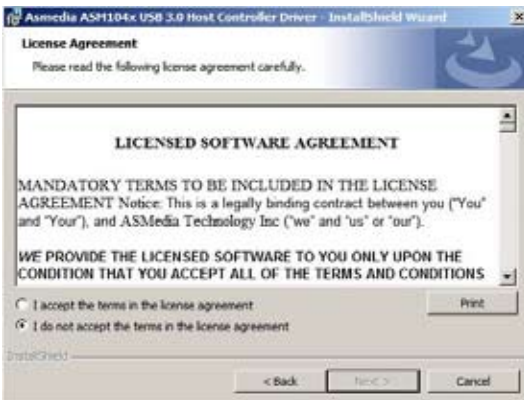 Asmedia ASM104x USB 3.0 Host Controller Driver - InstallShield Wizard
License Agreement
Please read the following license agreement carefully.
LICENSED SOFTWARE AGREEMENT
MANDATORY TERMS TO BE INCLUDED IN THE LICENSE
AGREEMENT Notice: This is a legally binding contract between you ("You"
and "Your"), and ASMedia Technology Inc ("we" and "us" or "our").
WE PROVIDE THE LICENSED SOFTWARE TO YOU ONLY UPON THE
CONDITION THAT YOU ACCEPT ALL OF THE TERMS AND CONDITIONS
I accept the terms in the license agreement
Print
I do not accept the terms in the license agreement
InstallShield
< Back
Next >
Cancel